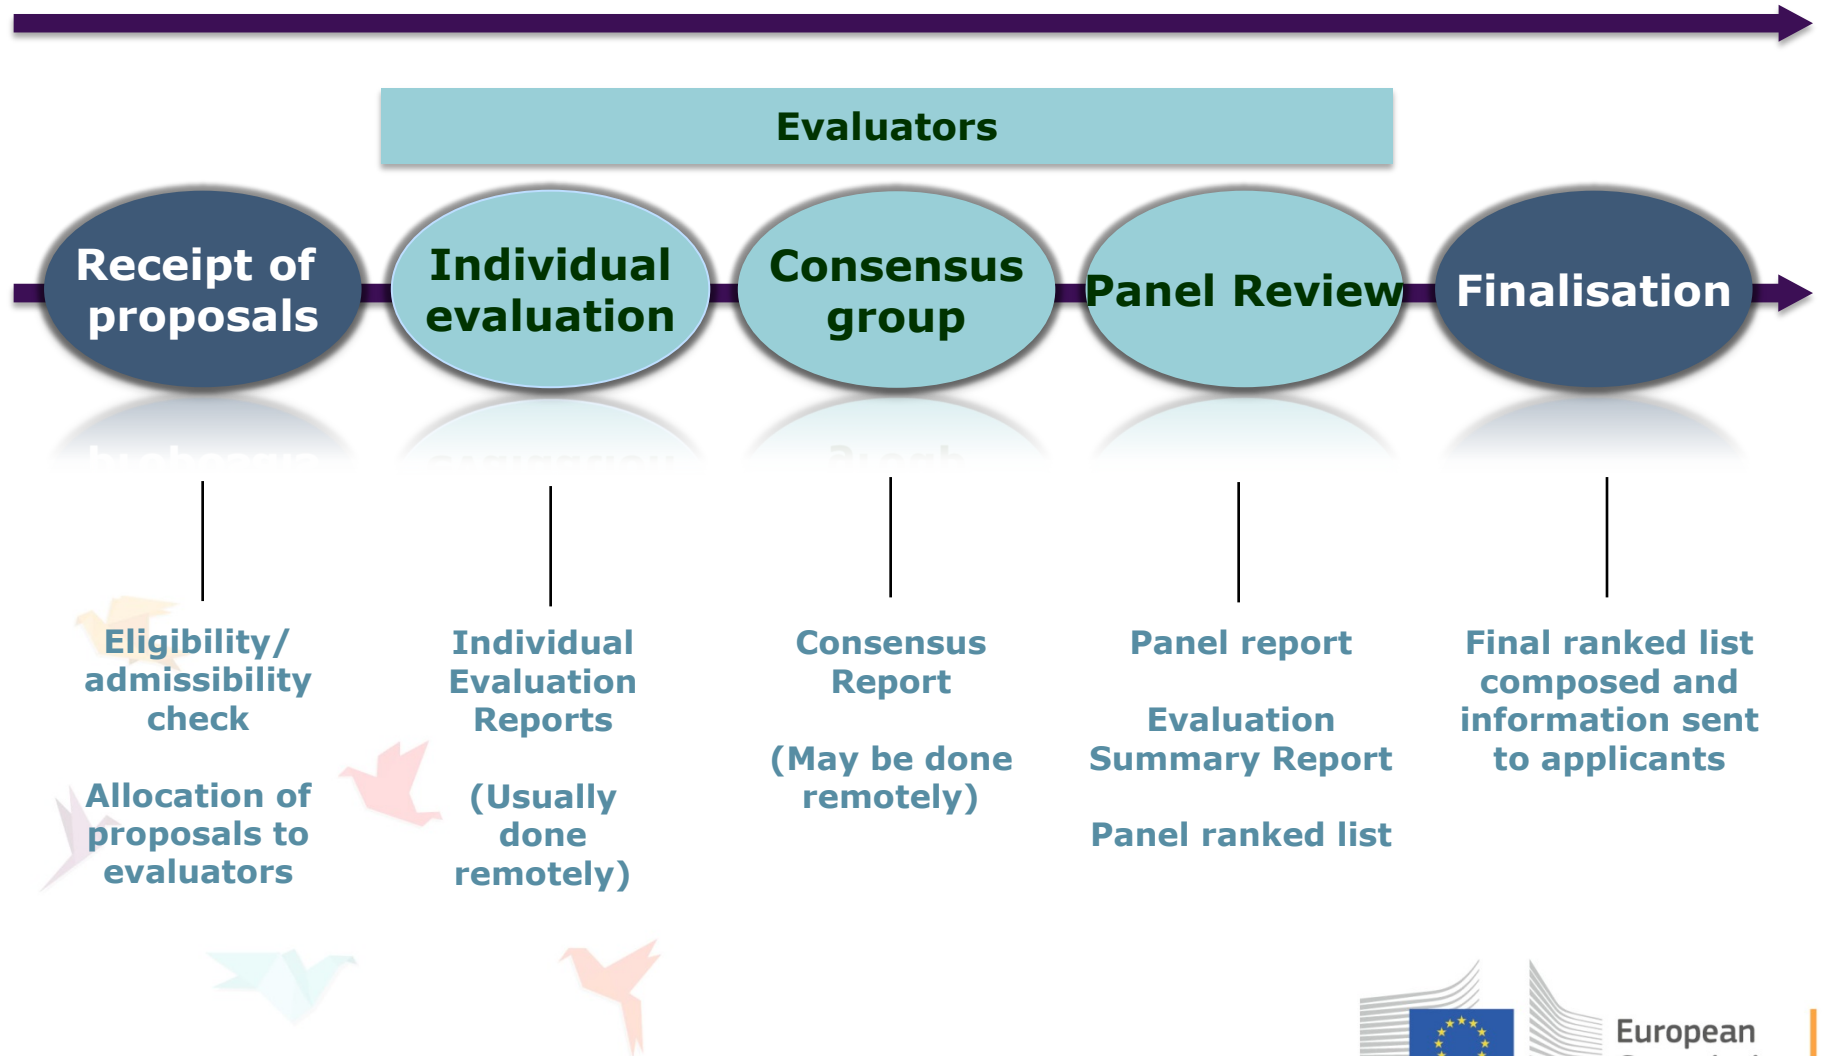 Evaluators
Receipt of
proposals
Individual
evaluation
Consensus
group
Panel Review
Finalisation
Eligibility/
admissibility
check
Allocation of
proposals to
evaluators
Individual
Evaluation
Reports
(Usually
done
remotely)
Consensus
Report
(May be done
remotely)
Panel report
Evaluation
Summary Report
Panel ranked list
Final ranked list
composed and
information sent
to applicants
European